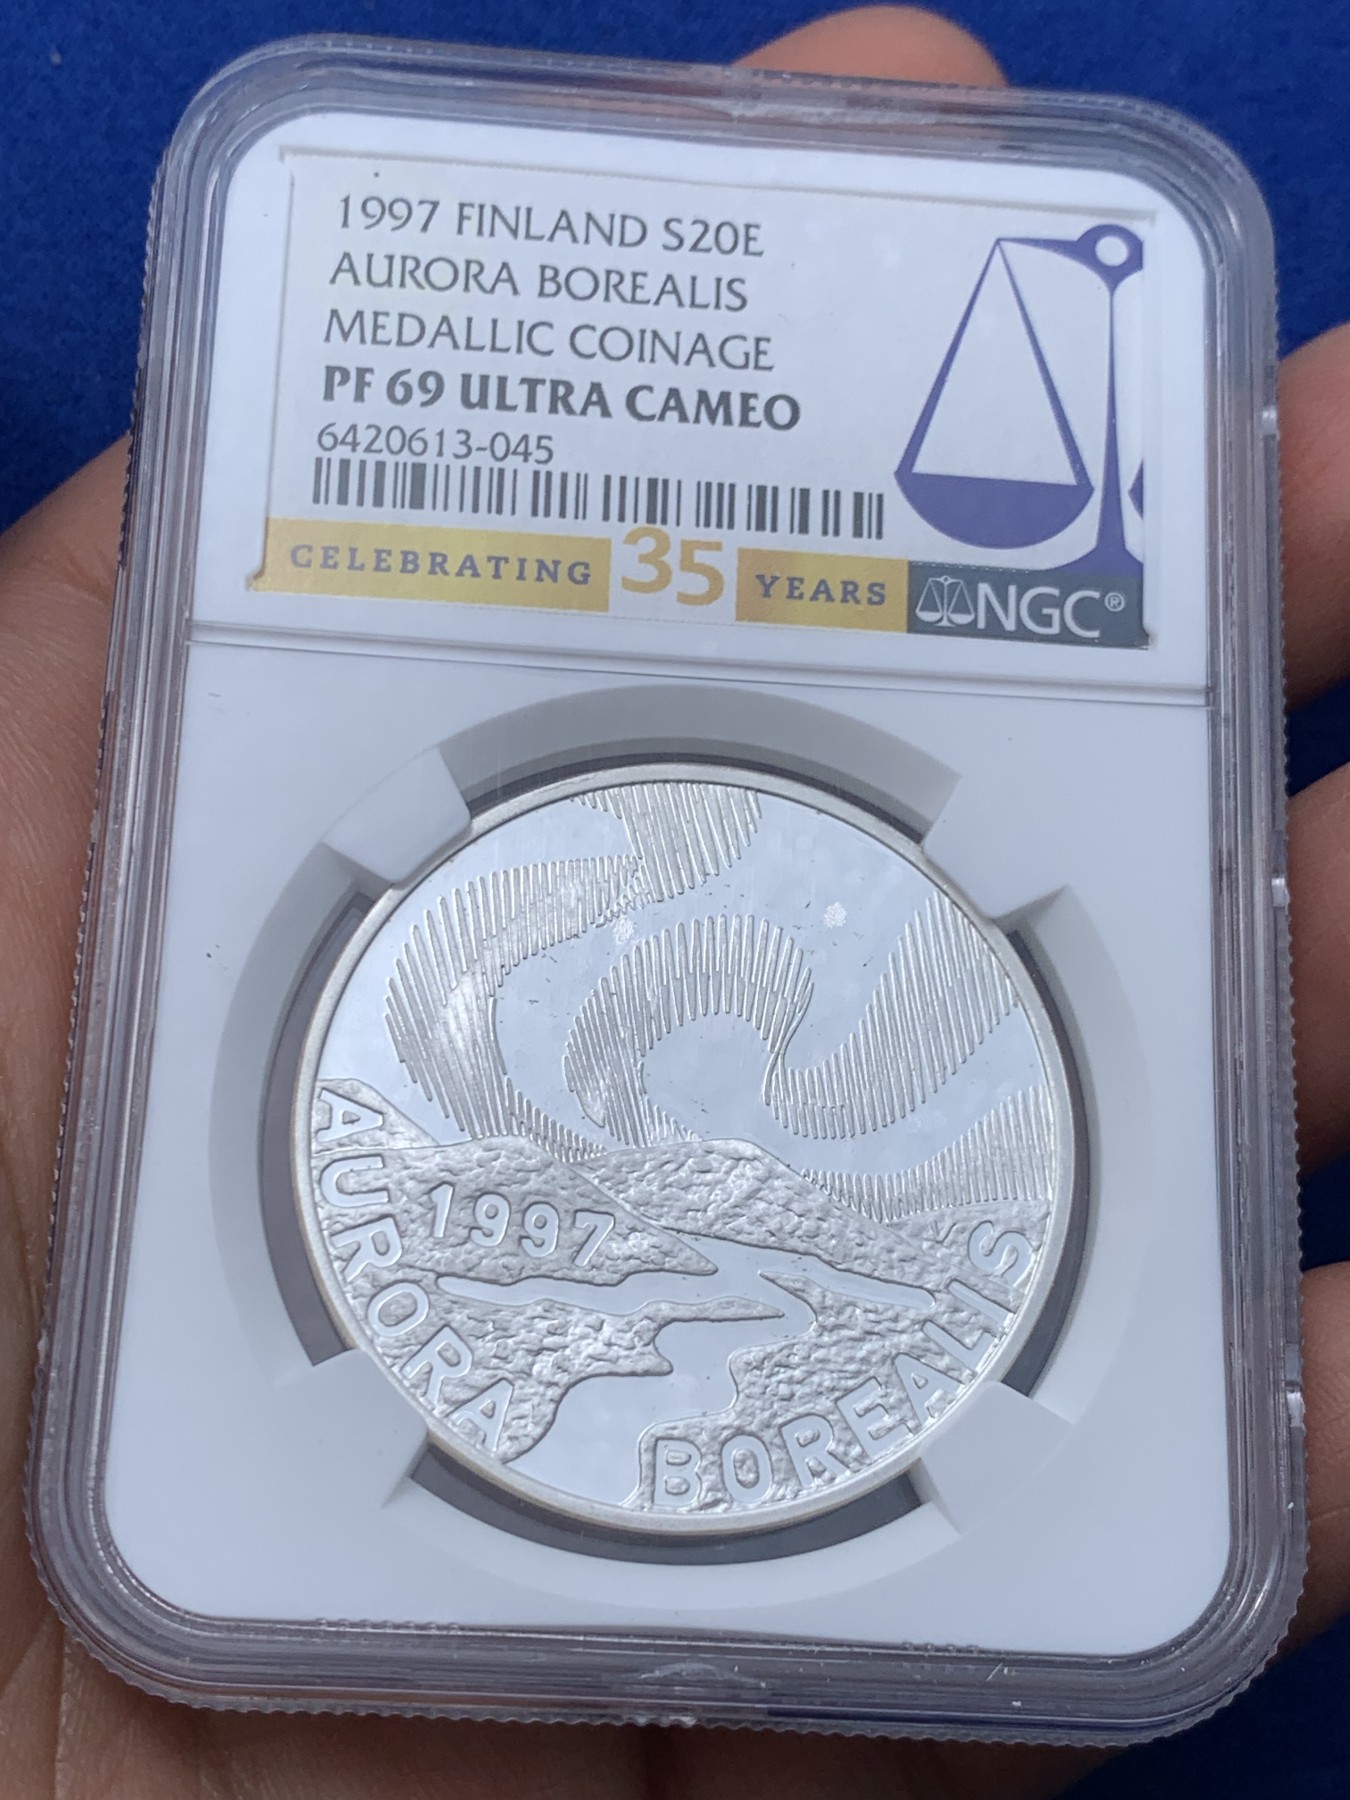 1997 FINLAND S20E
AURORA BOREALIS
MEDALLIC COINAGE
PF 69 ULTRA CAMEO
6420613-045
CELEBRATING 35 YEARS
NGC®
1997
AURORA BOREALIS